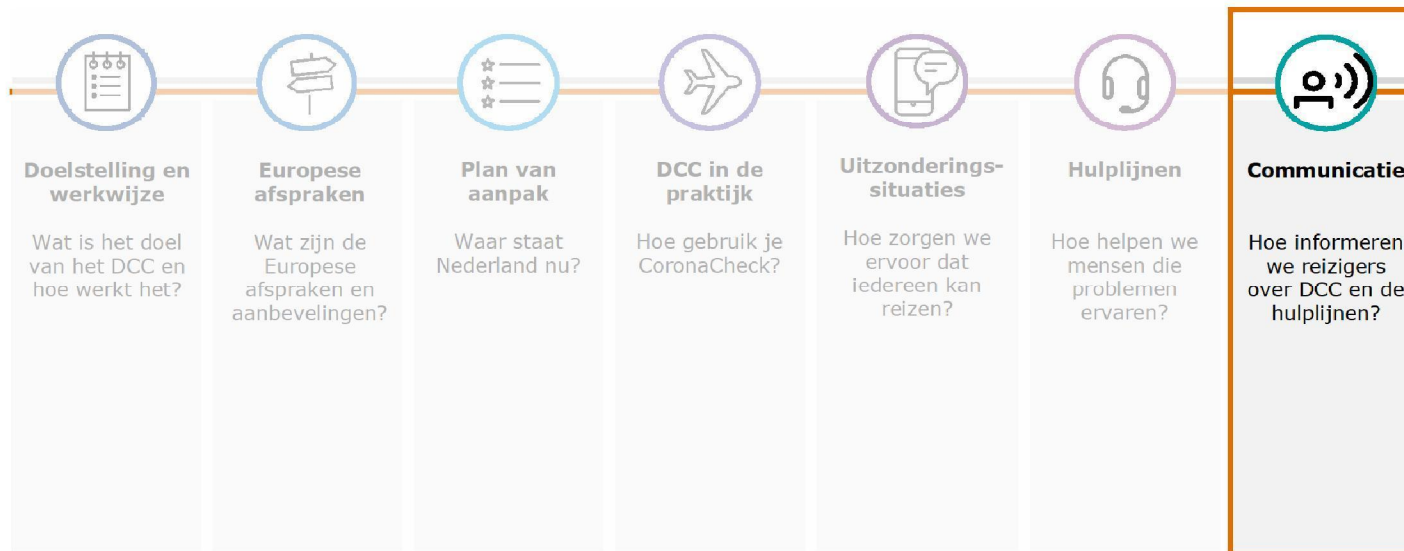 Doelstelling en
werkwijze
Wat is het doel
van het DCC en
hoe werkt het?
Europese
afspraken
Wat zijn de
Europese
afspraken en
aanbevelingen?
Plan van
aanpak
Waar staat
Nederland nu?
DCC in de
praktijk
Hoe gebruik je
CoronaCheck?
Uitzonderings-
situaties
Hoe zorgen we
ervoor dat
iedereen kan
reizen?
Hulplijnen
Hoe helpen we
mensen die
problemen
ervaren?
Communicatie
Hoe informeren
we reizigers
over DCC en de
hulplijnen?